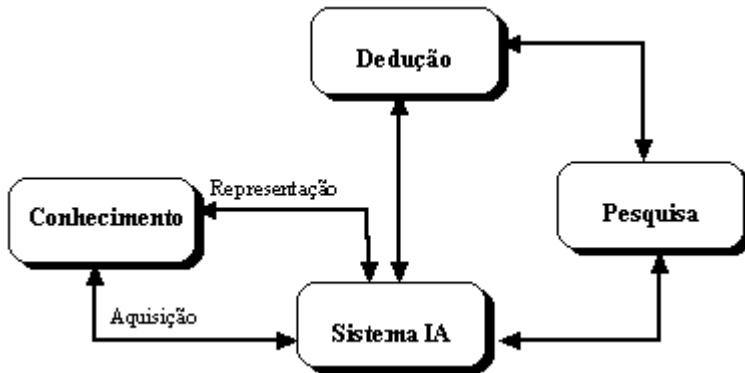 Dedução
Representação
Conhecimento
Pesquisa
Aquisição
Sistema IA